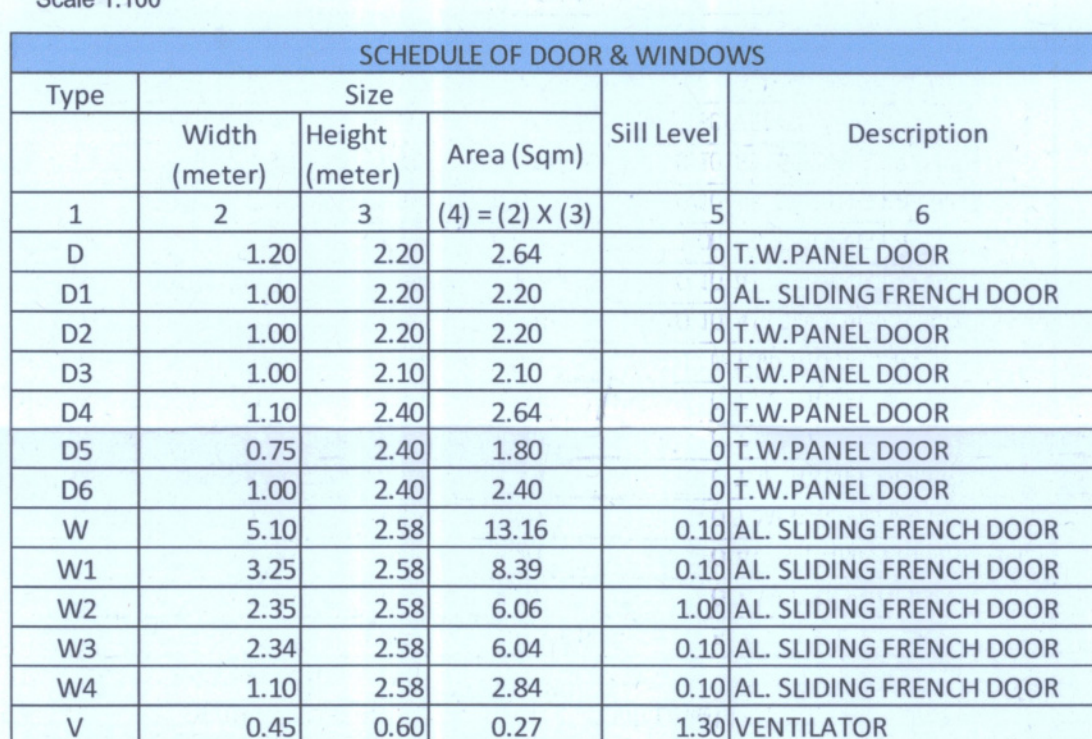 Scale 1:100
SCHEDULE OF DOOR & WINDOWS
Type Size Sill Level Description
Width (meter) Height (meter) Area (Sqm)
1 2 3 (4) = (2) X (3) 5 6
D 1.20 2.20 2.64 0 T.W.PANEL DOOR
D1 1.00 2.20 2.20 0 AL. SLIDING FRENCH DOOR
D2 1.00 2.20 2.20 0 T.W.PANEL DOOR
D3 1.00 2.10 2.10 0 T.W.PANEL DOOR
D4 1.10 2.40 2.64 0 T.W.PANEL DOOR
D5 0.75 2.40 1.80 0 T.W.PANEL DOOR
D6 1.00 2.40 2.40 0 T.W.PANEL DOOR
W 5.10 2.58 13.16 0.10 AL. SLIDING FRENCH DOOR
W1 3.25 2.58 8.39 0.10 AL. SLIDING FRENCH DOOR
W2 2.35 2.58 6.06 1.00 AL. SLIDING FRENCH DOOR
W3 2.34 2.58 6.04 0.10 AL. SLIDING FRENCH DOOR
W4 1.10 2.58 2.84 0.10 AL. SLIDING FRENCH DOOR
V 0.45 0.60 0.27 1.30 VENTILATOR